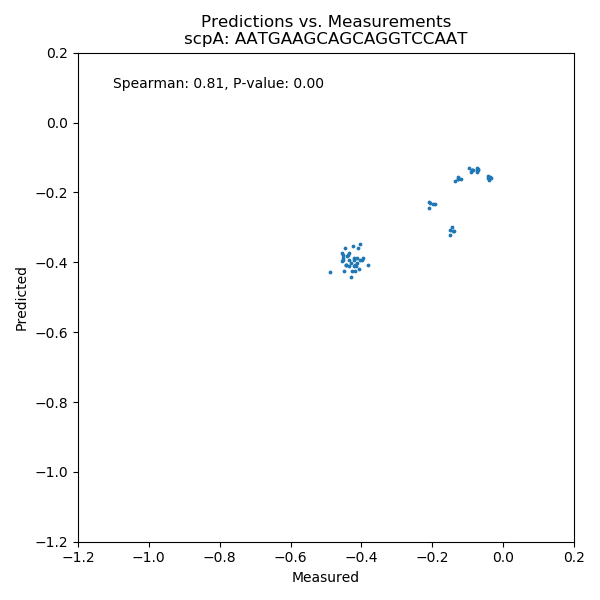 Predictions vs. Measurements
scpA: AATGAAGCAGCAGGTCCAAT
Spearman: 0.81, P-value: 0.00
0.2
0.0
−0.2
−0.4
−0.6
−0.8
−1.0
−1.2
Predicted
−1.2 −1.0 −0.8 −0.6 −0.4 −0.2 0.0 0.2
Measured